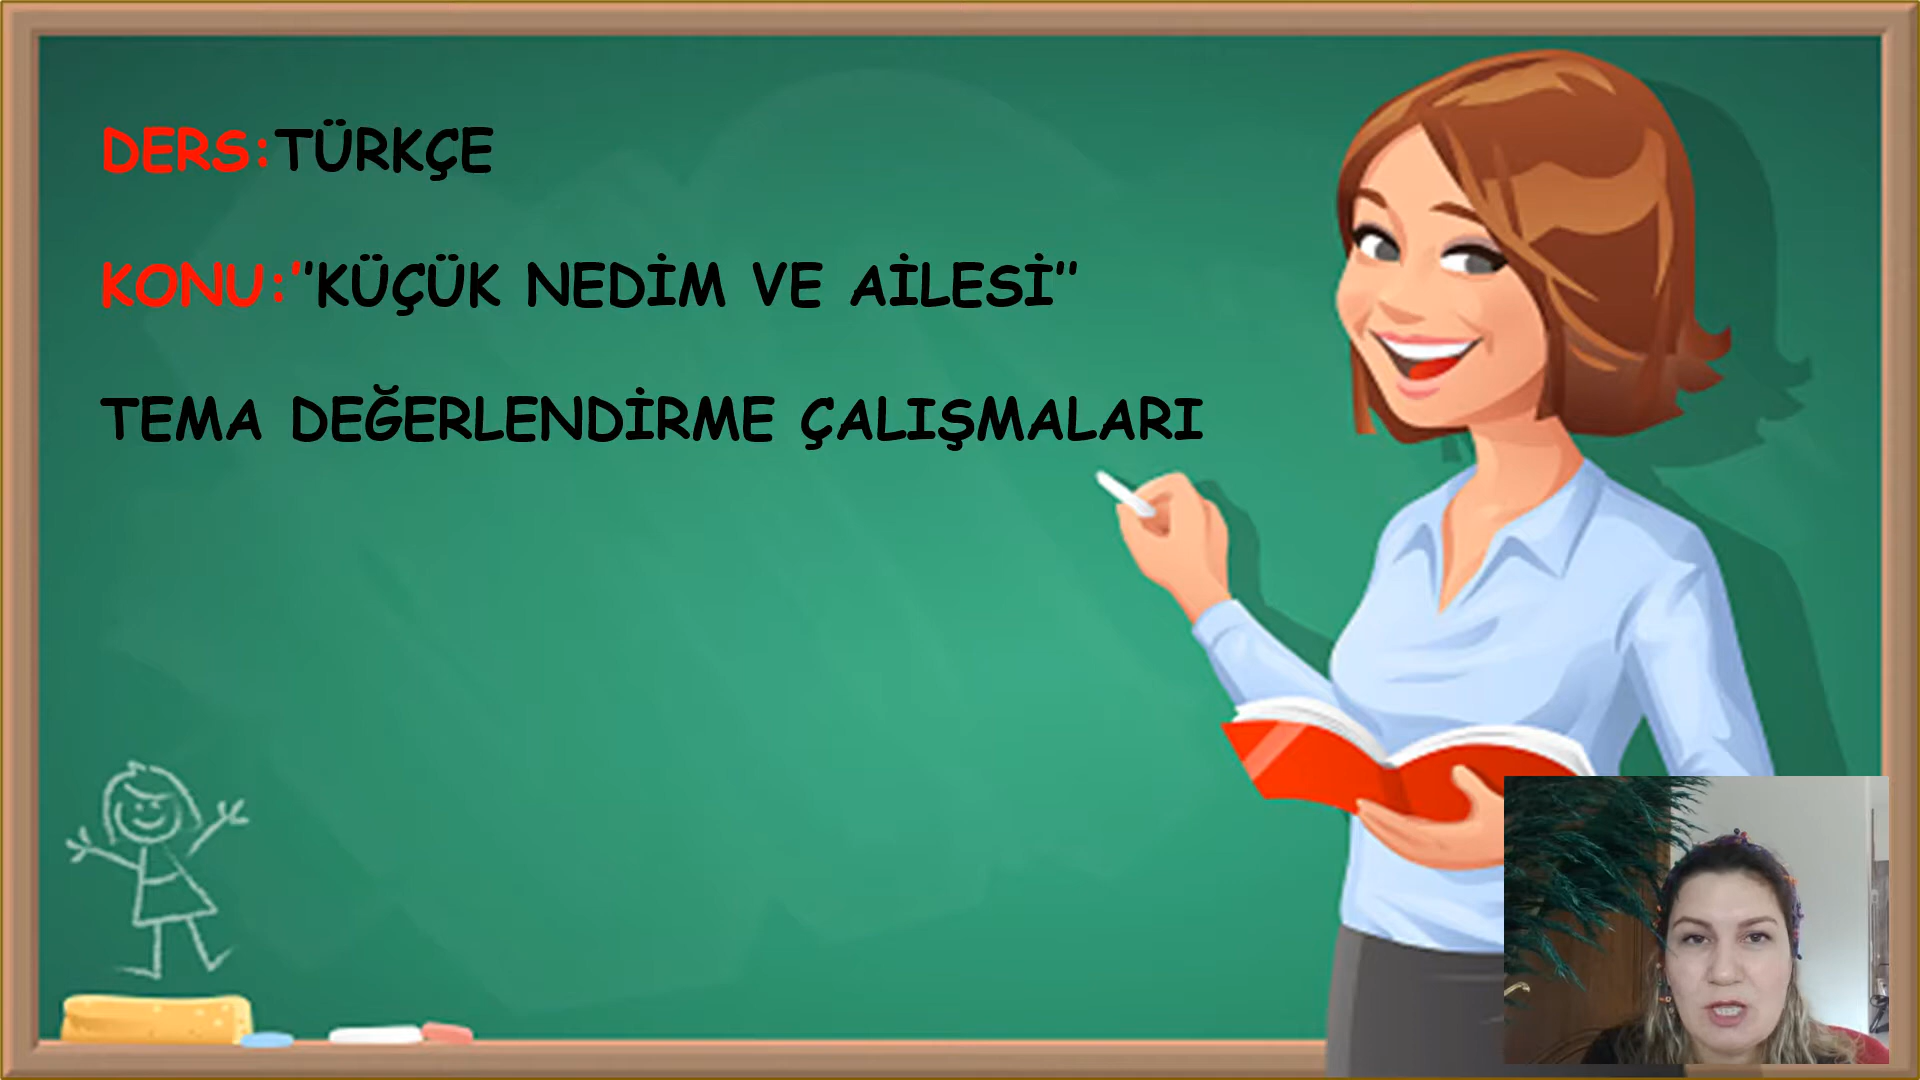 DERS:TÜRKÇE
KONU:''KÜÇÜK NEDİM VE AİLESİ''
TEMA DEĞERLENDİRME ÇALIŞMALARI